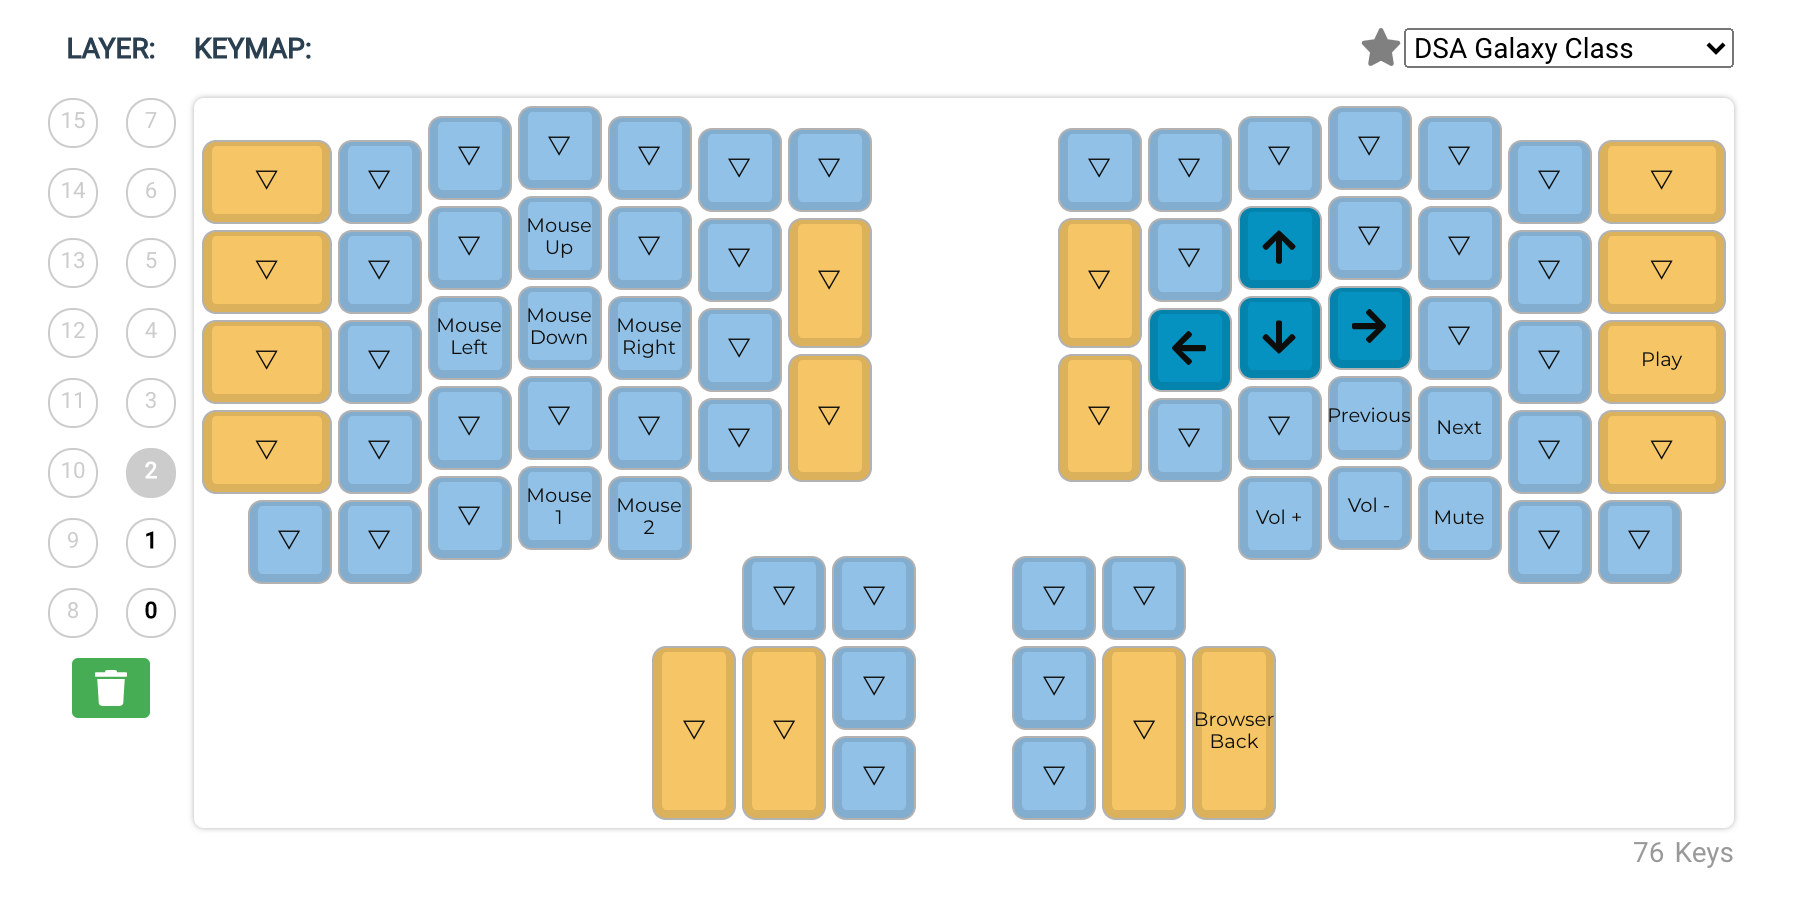 LAYER: KEYMAP: DSA Galaxy Class
15 7
14 6
13 5
12 4
11 3
10 2
9 1
8 0
▽ ▽ ▽ ▽ ▽ ▽ ▽ ▽ ▽ ▽ ▽ ▽ ▽ ▽
▽ ▽ ▽ Mouse Up ▽ ▽ ▽ ▽ ▽ ↑ ▽ ▽ ▽ ▽
▽ ▽ Mouse Left Mouse Down Mouse Right ▽ ← ↓ → ▽ ▽ Play
▽ ▽ ▽ ▽ ▽ ▽ ▽ ▽ ▽ ▽ Previous Next ▽ ▽
▽ ▽ ▽ Mouse 1 Mouse 2 Vol + Vol - Mute ▽ ▽
▽ ▽ ▽ ▽
▽ ▽ ▽ ▽ ▽ Browser Back
▽ ▽
76 Keys